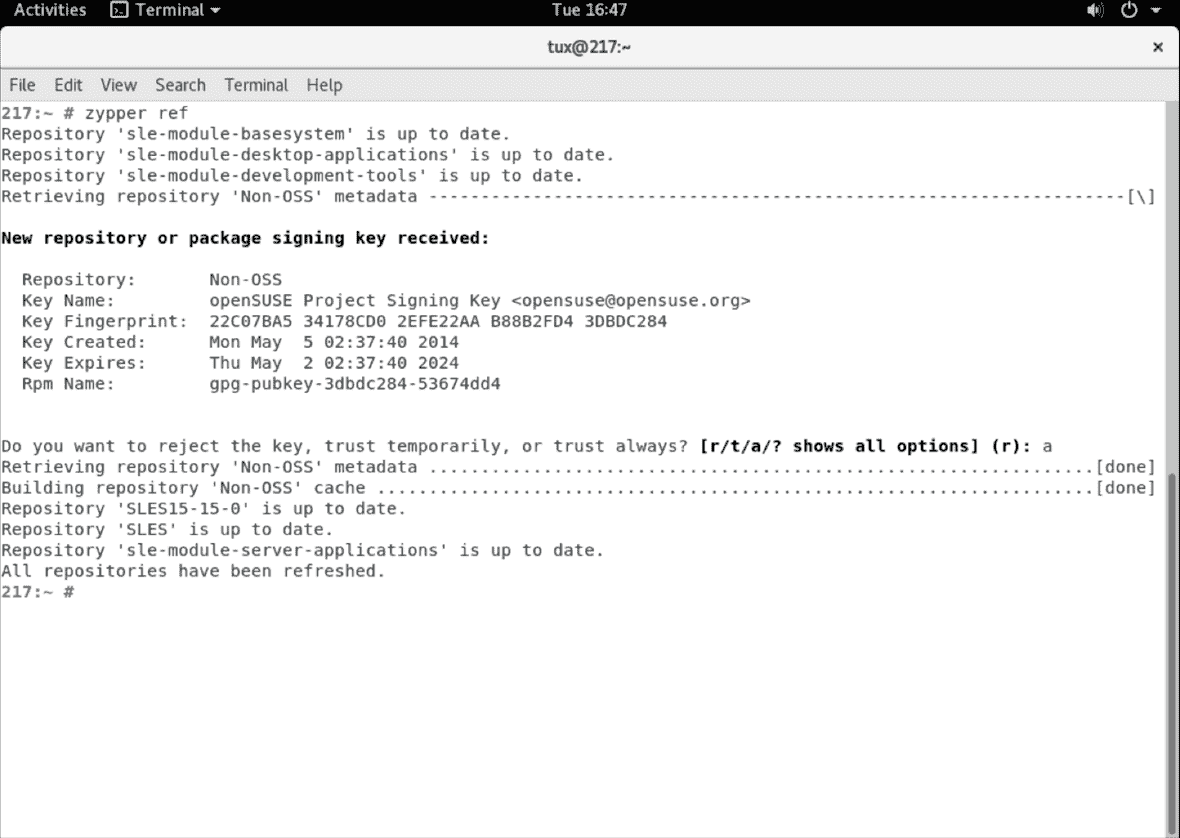 Activities Terminal Tue 16:47
tux@217:~
File Edit View Search Terminal Help
217:~ # zypper ref
Repository 'sle-module-basesystem' is up to date.
Repository 'sle-module-desktop-applications' is up to date.
Repository 'sle-module-development-tools' is up to date.
Retrieving repository 'Non-OSS' metadata -------------------------------------------------------------------[\]
New repository or package signing key received:
Repository: Non-OSS
Key Name: openSUSE Project Signing Key <opensuse@opensuse.org>
Key Fingerprint: 22C07BA5 34178CD0 2EFE22AA B88B2FD4 3DBDC284
Key Created: Mon May  5 02:37:40 2014
Key Expires: Thu May  2 02:37:40 2024
Rpm Name: gpg-pubkey-3dbdc284-53674dd4
Do you want to reject the key, trust temporarily, or trust always? [r/t/a/? shows all options] (r): a
Retrieving repository 'Non-OSS' metadata ................................................................[done]
Building repository 'Non-OSS' cache .....................................................................[done]
Repository 'SLES15-15-0' is up to date.
Repository 'SLES' is up to date.
Repository 'sle-module-server-applications' is up to date.
All repositories have been refreshed.
217:~ #